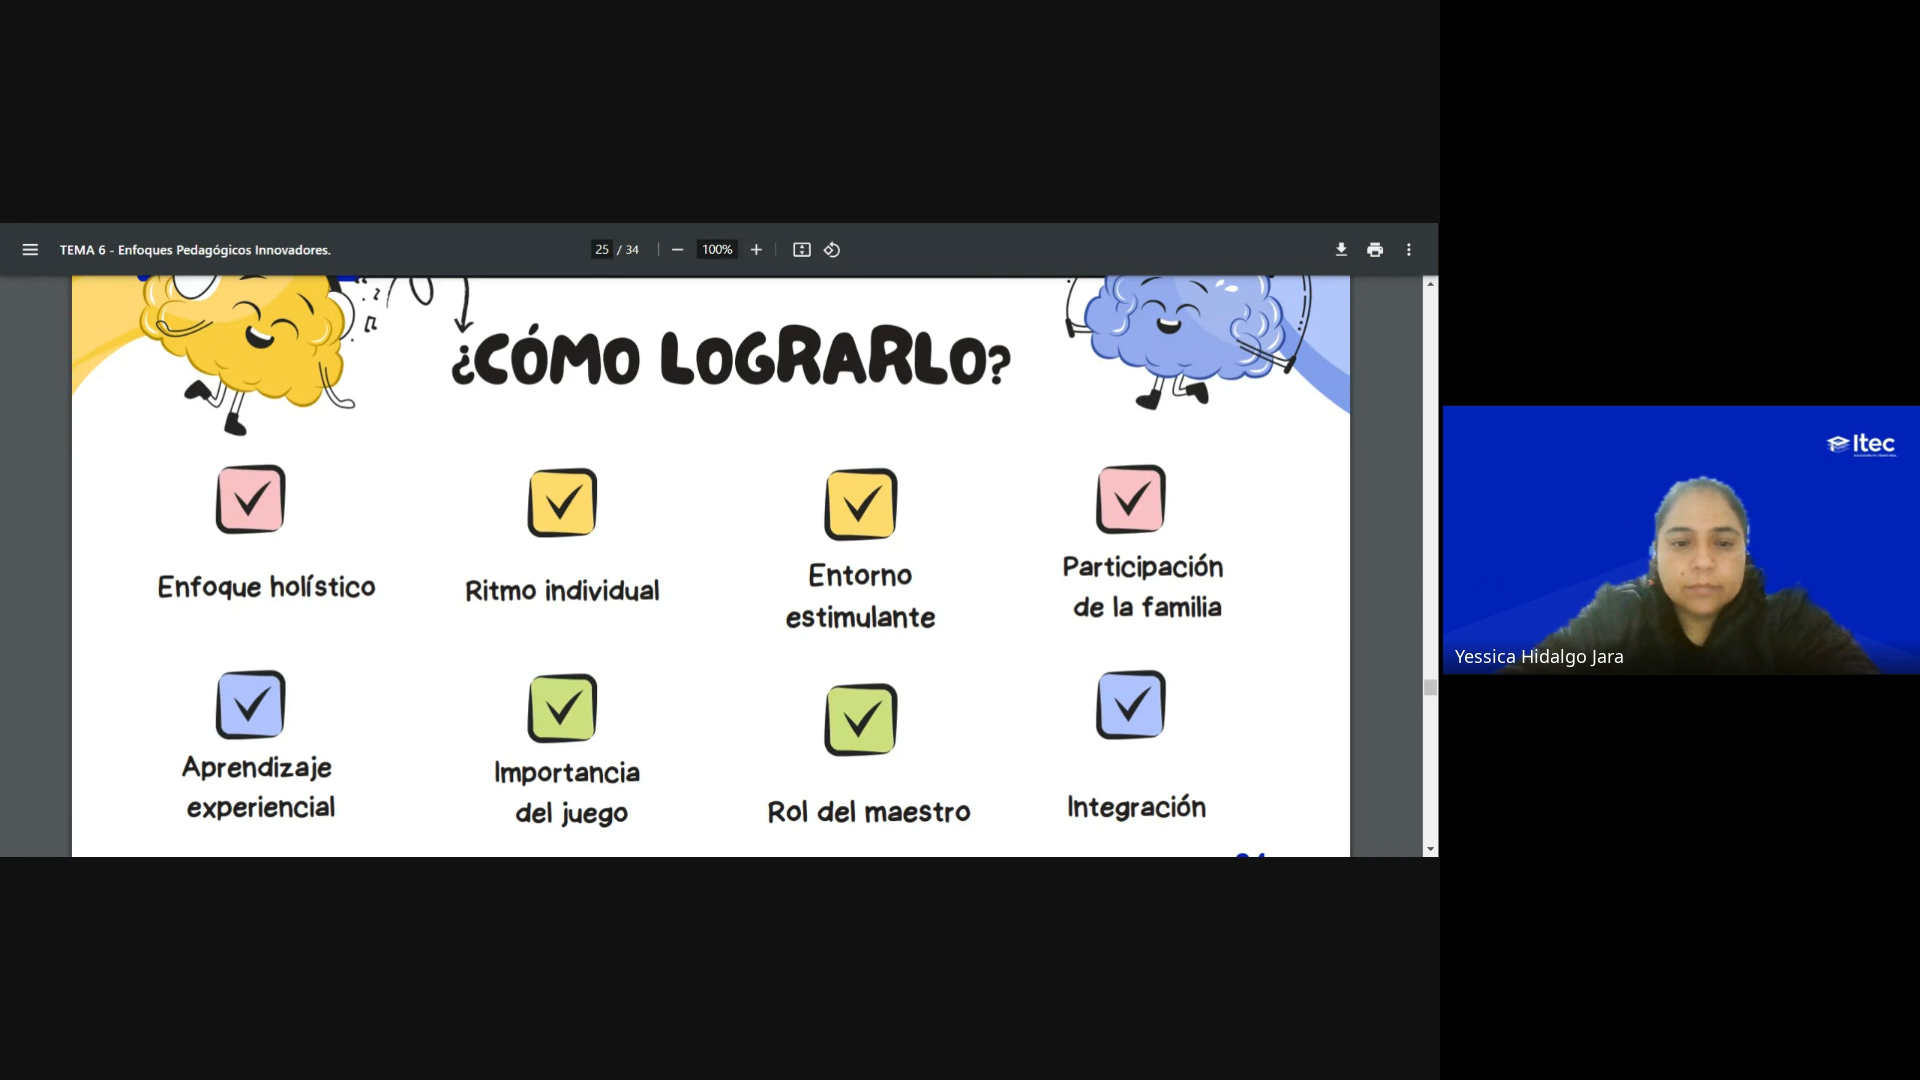 TEMA 6 - Enfoques Pedagógicos Innovadores.
25 / 34
100%
¿CÓMO LOGRARLO?
Enfoque holístico
Ritmo individual
Entorno
estimulante
Participación
de la familia
Aprendizaje
experiencial
Importancia
del juego
Rol del maestro
Integración
Itec
Yessica Hidalgo Jara